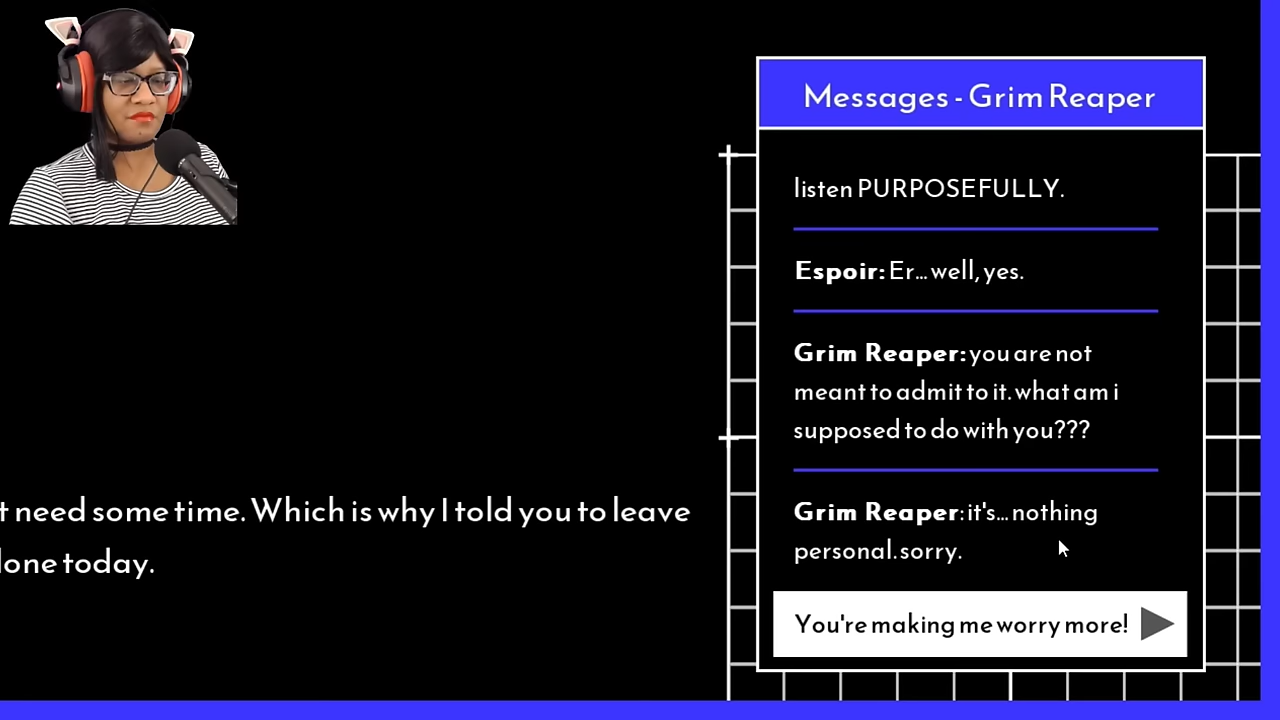 Messages - Grim Reaper
listen PURPOSEFULLY.
Espoir: Er... well, yes.
Grim Reaper: you are not
meant to admit to it. what am i
supposed to do with you???
Grim Reaper: it's... nothing
personal. sorry.
You're making me worry more!
need some time. Which is why I told you to leave
today.